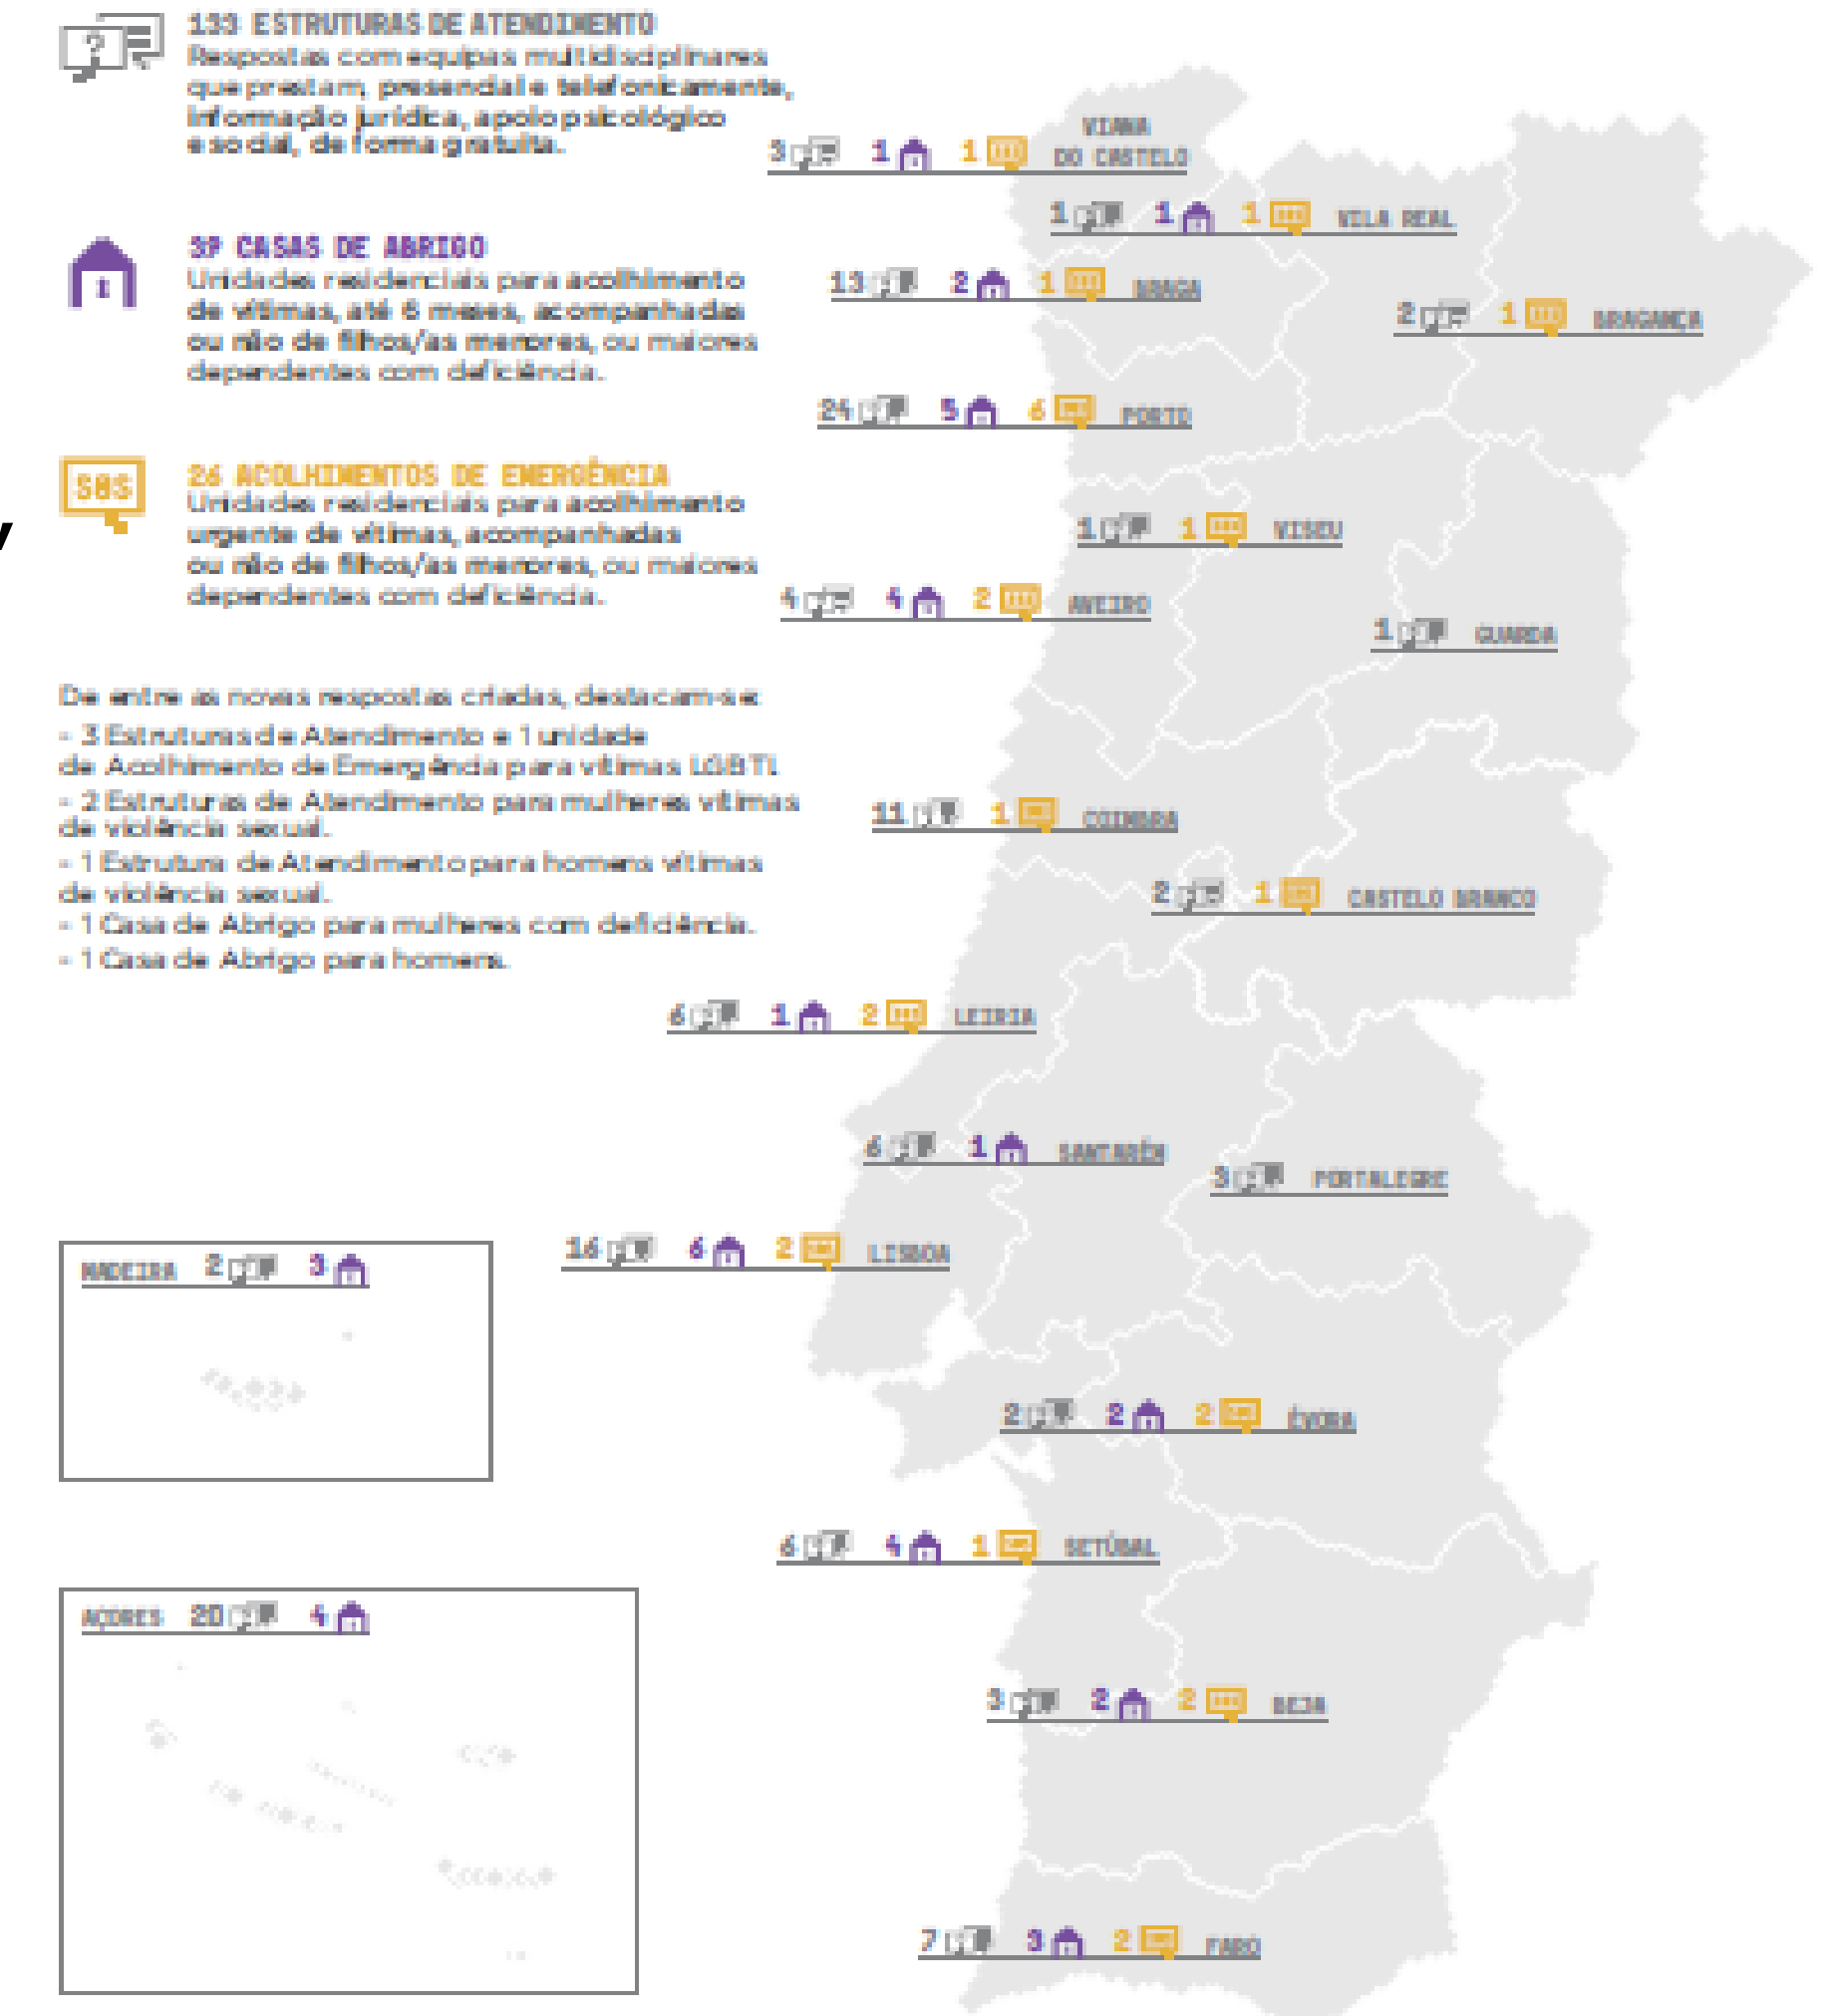 133 ESTRUTURAS DE ATENDIMENTO
Respostas com equipas multidisciplinares
que prestam, presencial e telefonicamente,
informação jurídica, apoio psicológico
e social, de forma gratuita.
39 CASAS DE ABRIGO
Unidades residenciais para acolhimento
de vítimas, até 6 meses, acompanhadas
ou não de filhos/as menores, ou maiores
dependentes com deficiência.
SOS
26 ACOLHIMENTOS DE EMERGÊNCIA
Unidades residenciais para acolhimento
urgente de vítimas, acompanhadas
ou não de filhos/as menores, ou maiores
dependentes com deficiência.
De entre as novas respostas criadas, destacam-se:
- 3 Estruturas de Atendimento e 1 unidade
de Acolhimento de Emergência para vítimas LGBTI.
- 2 Estruturas de Atendimento para mulheres vítimas
de violência sexual.
- 1 Estrutura de Atendimento para homens vítimas
de violência sexual.
- 1 Casa de Abrigo para mulheres com deficiência.
- 1 Casa de Abrigo para homens.
3 1 1 VIANA
DO CASTELO
1 1 1 VILA REAL
13 2 1 BRAGA
2 1 BRAGANÇA
24 5 6 PORTO
1 1 VISEU
4 4 2 AVEIRO
1 GUARDA
11 1 COIMBRA
2 1 CASTELO BRANCO
6 1 2 LEIRIA
6 1 SANTARÉM
3 PORTALEGRE
16 6 2 LISBOA
MADEIRA 2 3
2 2 2 ÉVORA
6 4 1 SETÚBAL
AÇORES 20 4
3 2 2 BEJA
7 3 2 FARO